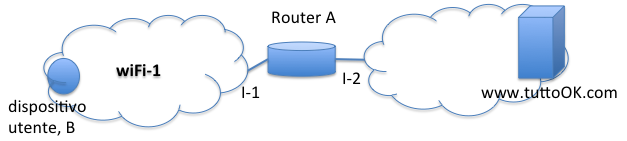 Router A
wiFi-1
I-1
I-2
dispositivo
utente, B
www.tuttoOK.com